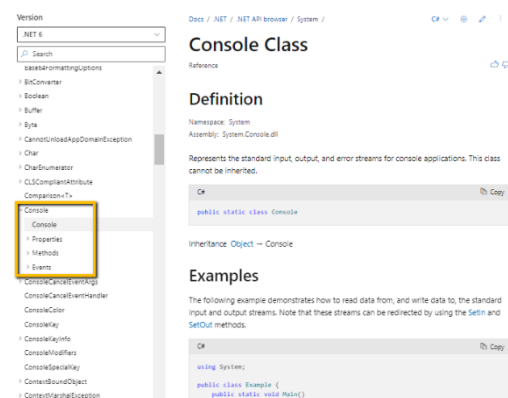 Version
.NET 6
Search
Base64FormattingOptions
BitConverter
Boolean
Buffer
Byte
CannotUnloadAppDomainException
Char
CharEnumerator
CLSCompliantAttribute
Comparison<T>
Console
Console
Properties
Methods
Events
ConsoleCancelEventArgs
ConsoleCancelEventHandler
ConsoleColor
ConsoleKey
ConsoleKeyInfo
ConsoleModifiers
ConsoleSpecialKey
ContextBoundObject
ContextMarshalException
Docs / .NET / .NET API browser / System /
C#
Console Class
Reference
Definition
Namespace: System
Assembly: System.Console.dll
Represents the standard input, output, and error streams for console applications. This class
cannot be inherited.
C#
Copy
public static class Console
Inheritance Object → Console
Examples
The following example demonstrates how to read data from, and write data to, the standard
input and output streams. Note that these streams can be redirected by using the SetIn and
SetOut methods.
C#
Copy
using System;
public class Example {
public static void Main()